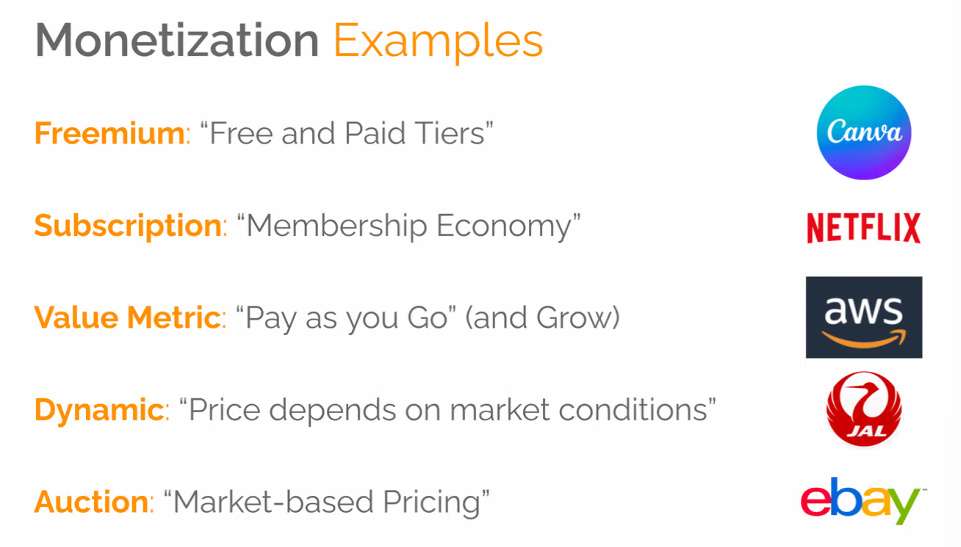 Monetization Examples
Freemium: “Free and Paid Tiers”
Canva
Subscription: “Membership Economy”
NETFLIX
Value Metric: “Pay as you Go” (and Grow)
aws
Dynamic: “Price depends on market conditions”
JAL
Auction: “Market-based Pricing”
ebay™